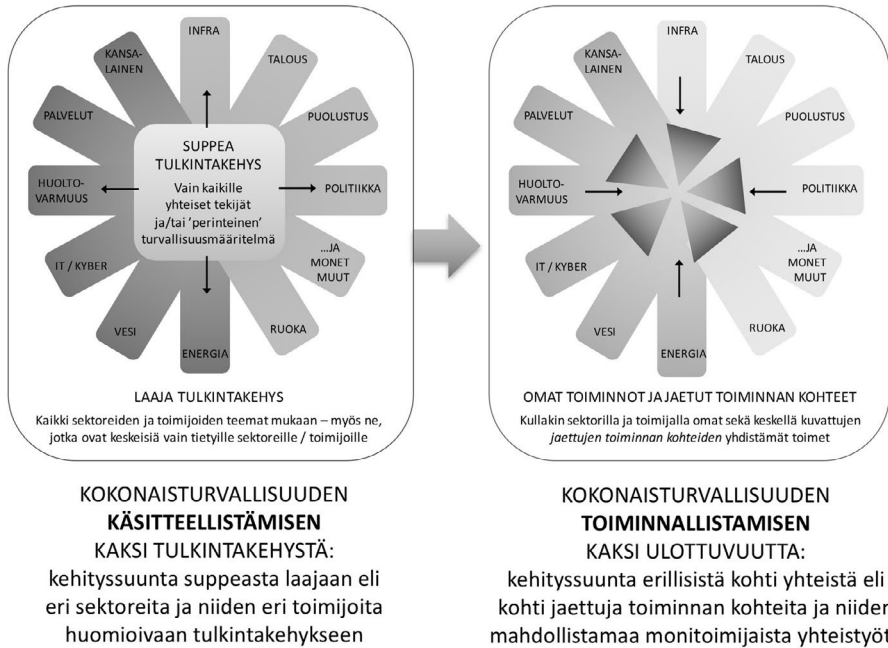 INFRA
KANSA-
LAINEN
TALOUS
PALVELUT
PUOLUSTUS
SUPPEA
TULKINTAKEHYS
Vain kaikille
yhteiset tekijät
ja/tai ’perinteinen’
turvallisuusmääritelmä
HUOLTO-
VARMUUS
POLITIIKKA
IT / KYBER
...JA
MONET
MUUT
VESI
RUOKA
ENERGIA
LAAJA TULKINTAKEHYS
Kaikki sektoreiden ja toimijoiden teemat mukaan – myös ne,
jotka ovat keskeisiä vain tietyille sektoreille / toimijoille
KOKONAISTURVALLISUUDEN
KÄSITTEELLISTÄMISEN
KAKSI TULKINTAKEHYSTÄ:
kehityssuunta suppeasta laajaan eli
eri sektoreita ja niiden eri toimijoita
huomioivaan tulkintakehykseen
INFRA
KANSA-
LAINEN
TALOUS
PALVELUT
PUOLUSTUS
HUOLTO-
VARMUUS
POLITIIKKA
IT / KYBER
...JA
MONET
MUUT
VESI
RUOKA
ENERGIA
OMAT TOIMINNOT JA JAETUT TOIMINNAN KOHTEET
Kullakin sektorilla ja toimijalla omat sekä keskellä kuvattujen
jaettujen toiminnan kohteiden yhdistämät toimet
KOKONAISTURVALLISUUDEN
TOIMINNALLISTAMISEN
KAKSI ULOTTUVUUTTA:
kehityssuunta erillisistä kohti yhteistä eli
kohti jaettuja toiminnan kohteita ja niiden
mahdollistamaa monitoimijaista